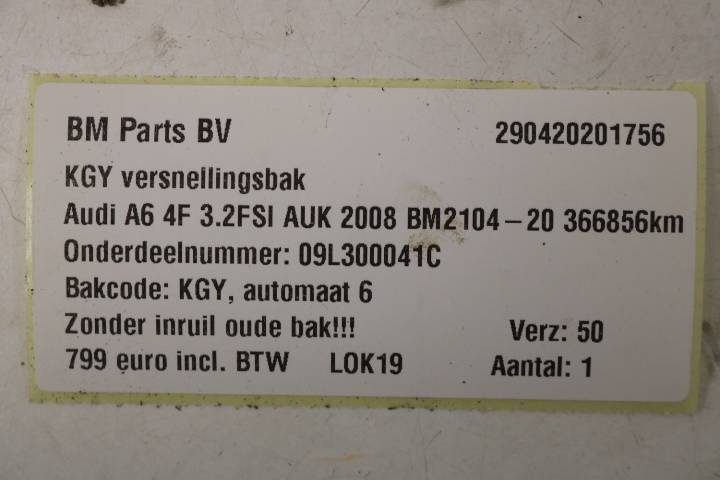 BM Parts BV 290420201756
KGY versnellingsbak
Audi A6 4F 3.2FSI AUK 2008 BM2104-20 366856km
Onderdeelnummer: 09L300041C
Bakcode: KGY, automaat 6
Zonder inruil oude bak!!! Verz: 50
799 euro incl. BTW LOK19 Aantal: 1